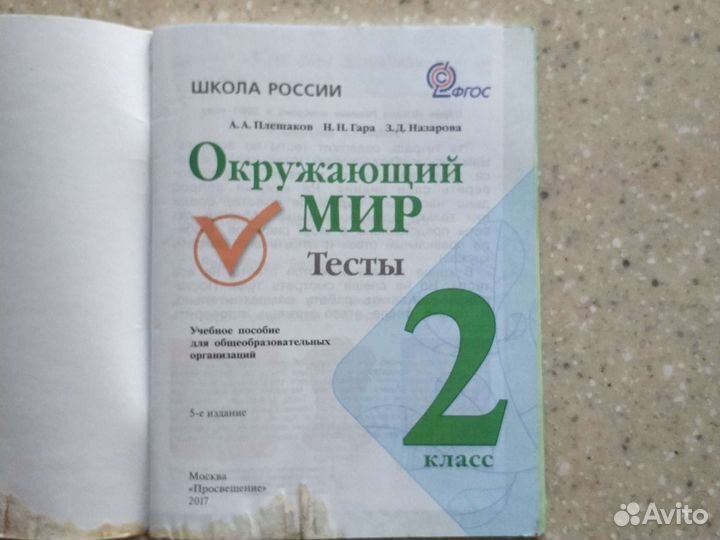 ШКОЛА РОССИИ
ФГОС
А. А. Плешаков Н. Н. Гара З. Д. Назарова
Окружающий
МИР
Тесты
Учебное пособие
для общеобразовательных
организаций
2
5-е издание
класс
Москва
«Просвещение»
2017
Avito